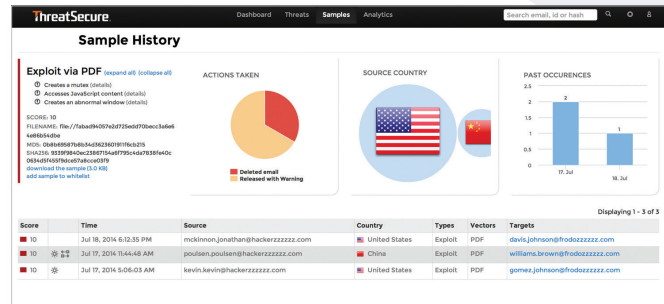 ThreatSecure
Dashboard Threats Samples Analytics
Search email, id or hash
Sample History
Exploit via PDF (expand all) (collapse all)
Creates a mutex (details)
Accesses JavaScript content (details)
Creates an abnormal window (details)
SCORE: 10
FILENAME: file://fabad94057e2d725edd70becc3a6e6
4e86b54dbe
MD5: 0b8b69587b6b34d3623601911f6cb215
SHA256: 9339f9840ec23867154a6f795c4da7838fe40c
0634d5f455f9dce57a8cce03f9
download the sample (3.0 KB)
add sample to whitelist
ACTIONS TAKEN
Deleted email
Released with Warning
SOURCE COUNTRY
PAST OCCURENCES
2.5
2
1.5
1
0.5
0
2
1
17. Jul
18. Jul
Displaying 1 - 3 of 3
Score Time Source Country Types Vectors Targets
10 Jul 18, 2014 6:12:35 PM mckinnon.jonathan@hackerzzzzzz.com United States Exploit PDF davis.johnson@frodozzzzz.com
10 Jul 17, 2014 11:44:48 AM poulsen.poulsen@hackerzzzzzz.com China Exploit PDF williams.brown@frodozzzzz.com
10 Jul 17, 2014 5:06:03 AM kevin.kevin@hackerzzzzzz.com United States Exploit PDF gomez.johnson@frodozzzzzz.com